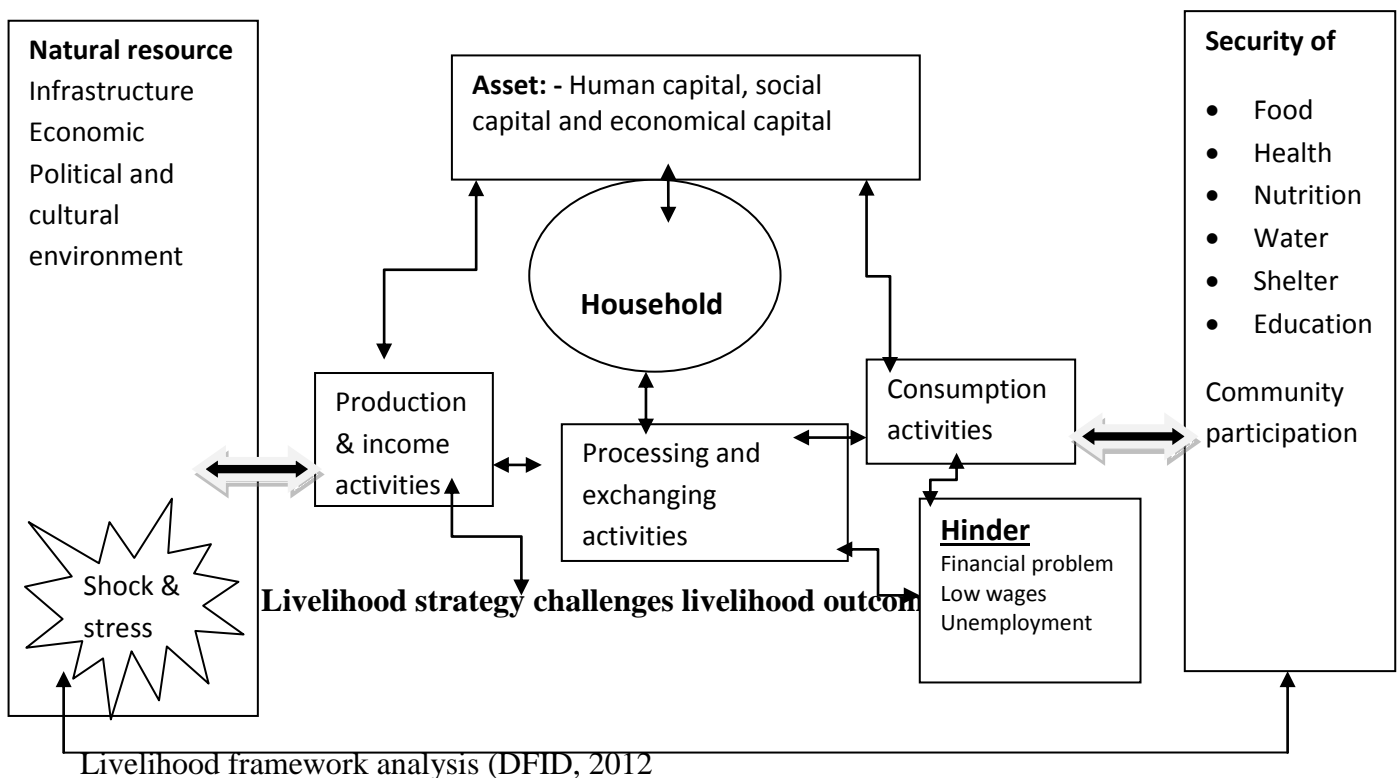 Natural resource
Infrastructure
Economic
Political and
cultural
environment
Shock &
stress
Asset: - Human capital, social
capital and economical capital
Household
Production
& income
activities
Processing and
exchanging
activities
Consumption
activities
Hinder
Financial problem
Low wages
Unemployment
Security of
• Food
• Health
• Nutrition
• Water
• Shelter
• Education
Community
participation
Livelihood strategy challenges livelihood
Livelihood framework analysis (DFID, 2012